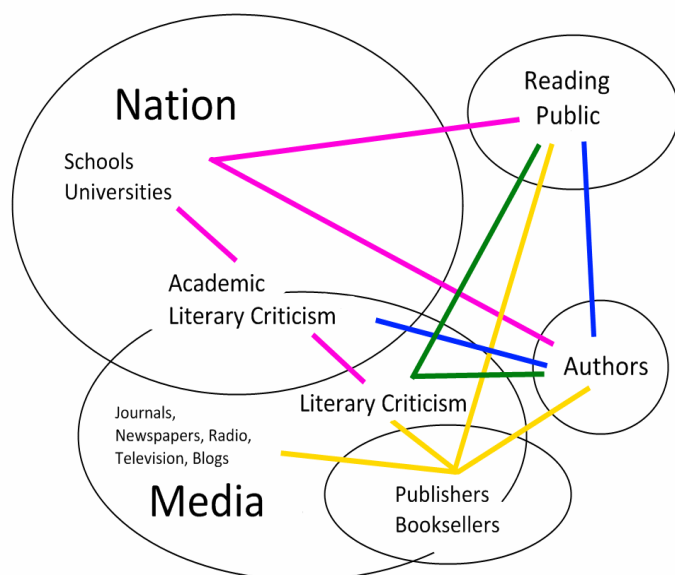 Nation
Schools
Universities
Reading
Public
Academic
Literary Criticism
Authors
Literary Criticism
Journals,
Newspapers, Radio,
Television, Blogs
Media
Publishers
Booksellers